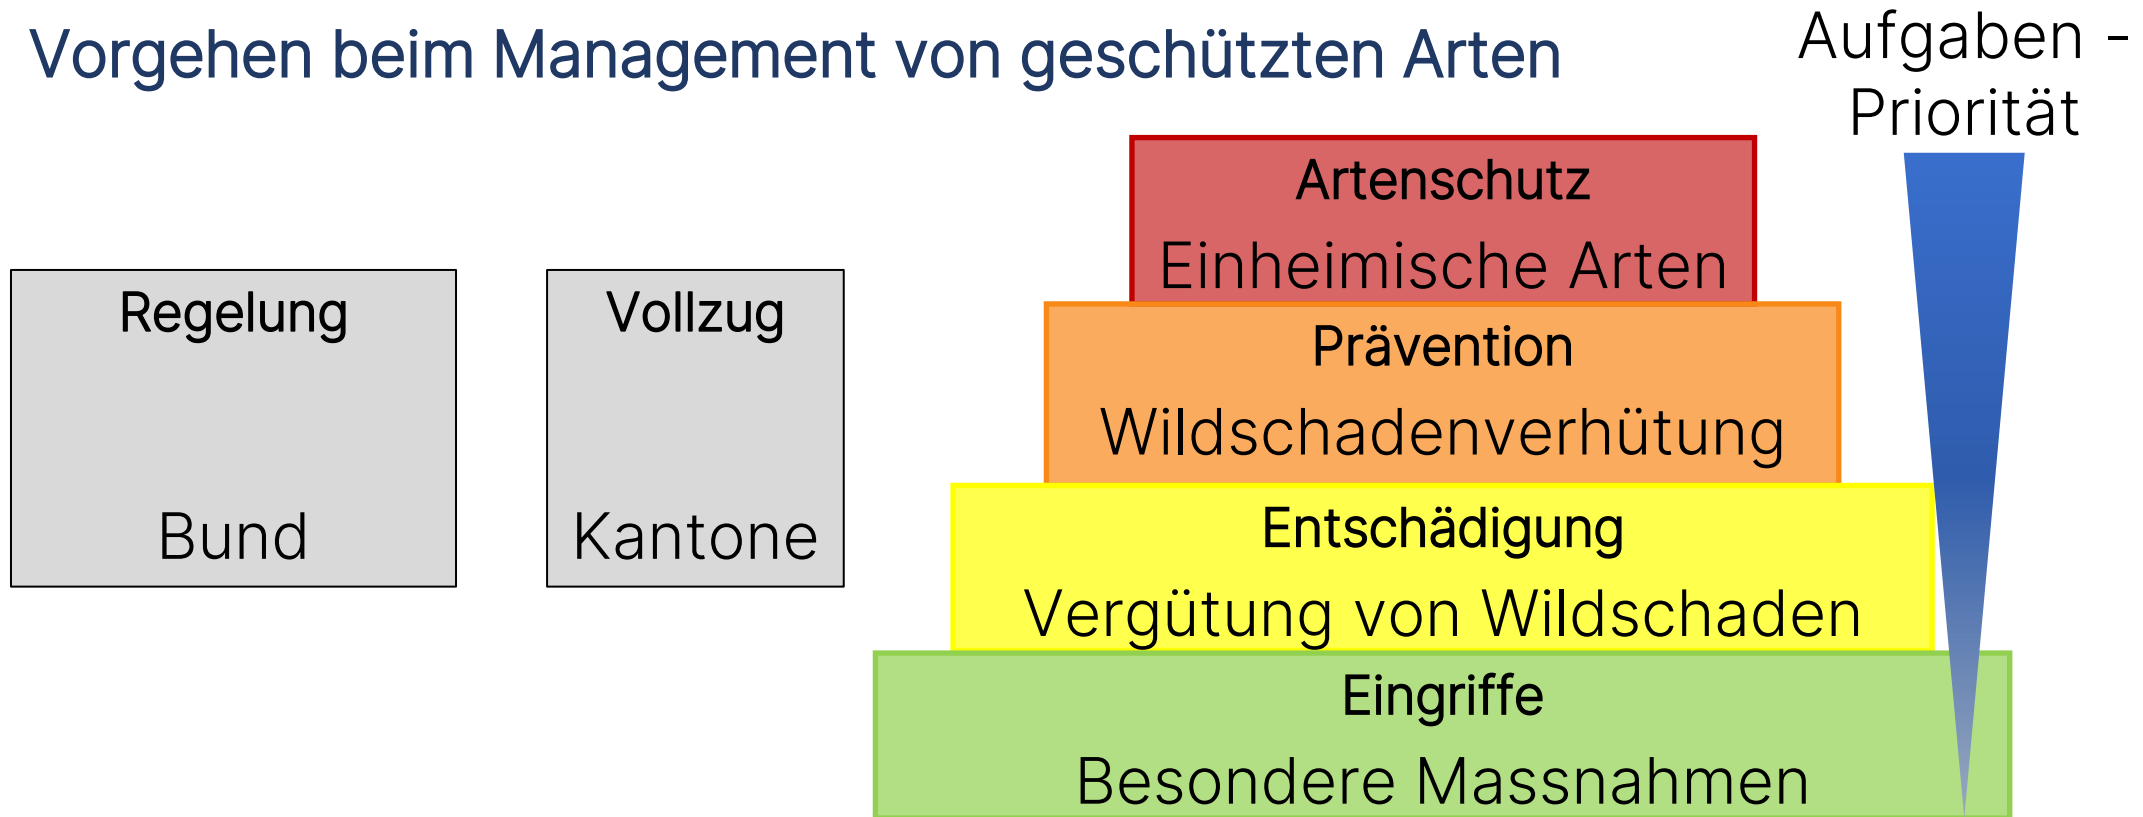 Vorgehen beim Management von geschützten Arten
Aufgaben -
Priorität
Regelung
Bund
Vollzug
Kantone
Artenschutz
Einheimische Arten
Prävention
Wildschadenverhütung
Entschädigung
Vergütung von Wildschaden
Eingriffe
Besondere Massnahmen